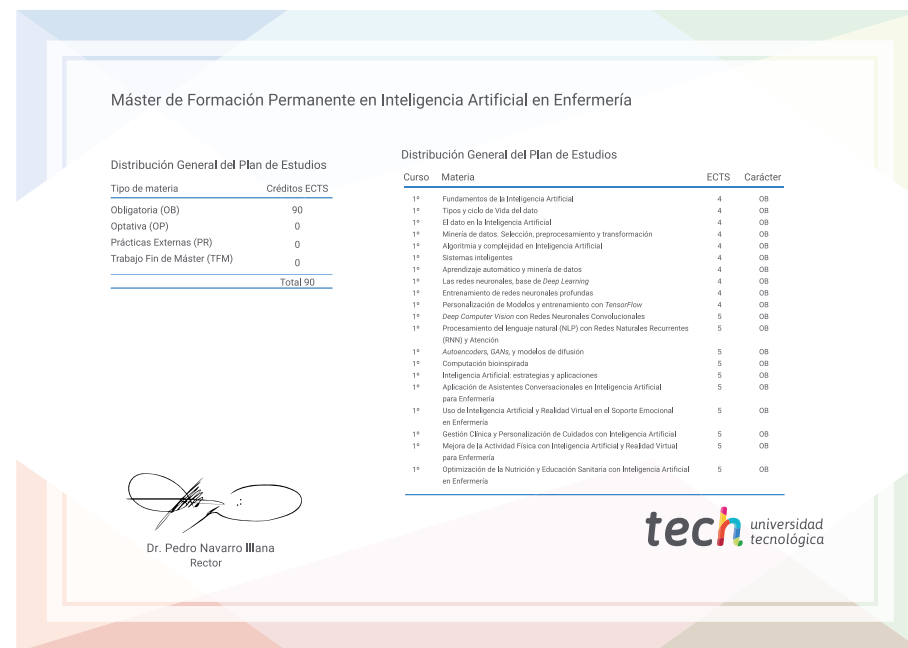 Máster de Formación Permanente en Inteligencia Artificial en Enfermería
Distribución General del Plan de Estudios
Tipo de materia Créditos ECTS
Obligatoria (OB) 90
Optativa (OP) 0
Prácticas Externas (PR) 0
Trabajo Fin de Máster (TFM) 0
Total 90
Distribución General del Plan de Estudios
Curso Materia ECTS Carácter
1º Fundamentos de la Inteligencia Artificial 4 OB
1º Tipos y ciclo de Vida del dato 4 OB
1º El dato en la Inteligencia Artificial 4 OB
1º Minería de datos. Selección, preprocesamiento y transformación 4 OB
1º Algoritmia y complejidad en Inteligencia Artificial 4 OB
1º Sistemas inteligentes 4 OB
1º Aprendizaje automático y minería de datos 4 OB
1º Las redes neuronales, base de Deep Learning 4 OB
1º Entrenamiento de redes neuronales profundas 4 OB
1º Personalización de Modelos y entrenamiento con TensorFlow 4 OB
1º Deep Computer Vision con Redes Neuronales Convolucionales 5 OB
1º Procesamiento del lenguaje natural (NLP) con Redes Naturales Recurrentes 5 OB
(RNN) y Atención
1º Autoencoders, GANs, y modelos de difusión 5 OB
1º Computación bioinspirada 5 OB
1º Inteligencia Artificial: estrategias y aplicaciones 5 OB
1º Aplicación de Asistentes Conversacionales en Inteligencia Artificial 5 OB
para Enfermería
1º Uso de Inteligencia Artificial y Realidad Virtual en el Soporte Emocional 5 OB
en Enfermería
1º Gestión Clínica y Personalización de Cuidados con Inteligencia Artificial 5 OB
1º Mejora de la Actividad Física con Inteligencia Artificial y Realidad Virtual 5 OB
para Enfermería
1º Optimización de la Nutrición y Educación Sanitaria con Inteligencia Artificial 5 OB
en Enfermería
Dr. Pedro Navarro Illana
Rector
tech universidad
tecnológica